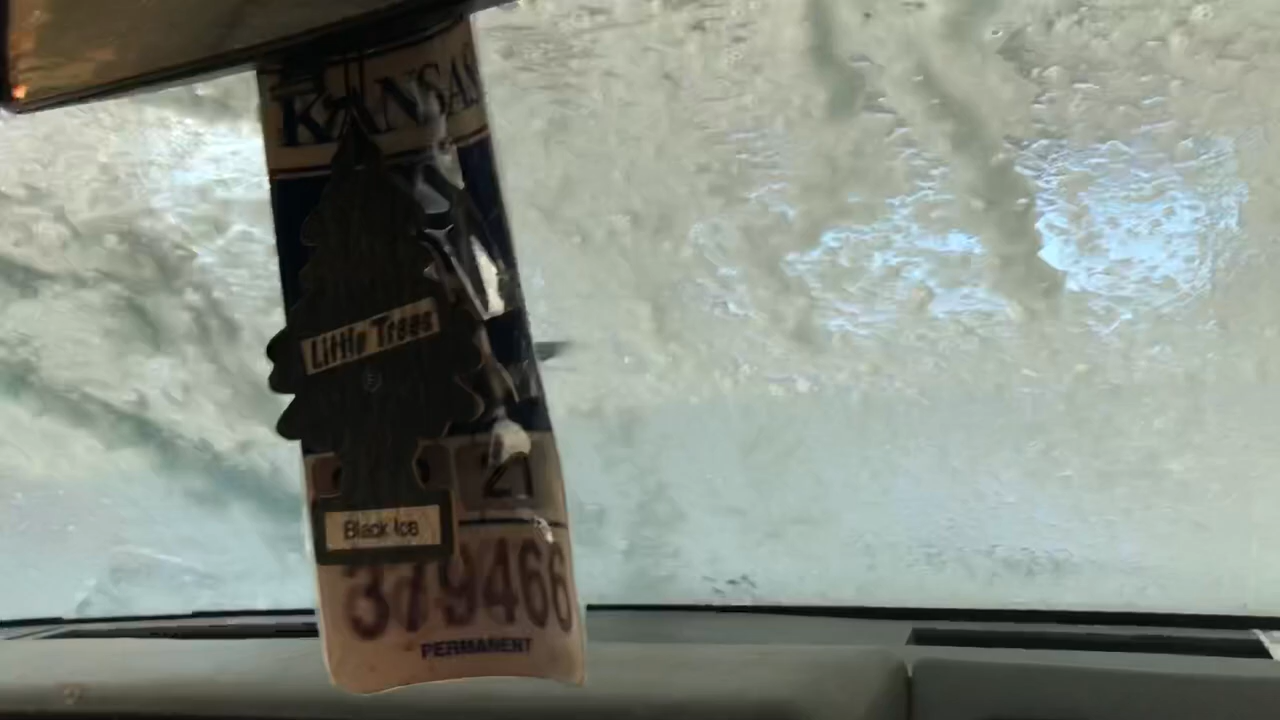 KANSAS
Little Trees
21
Black Ice
379466
PERMANENT